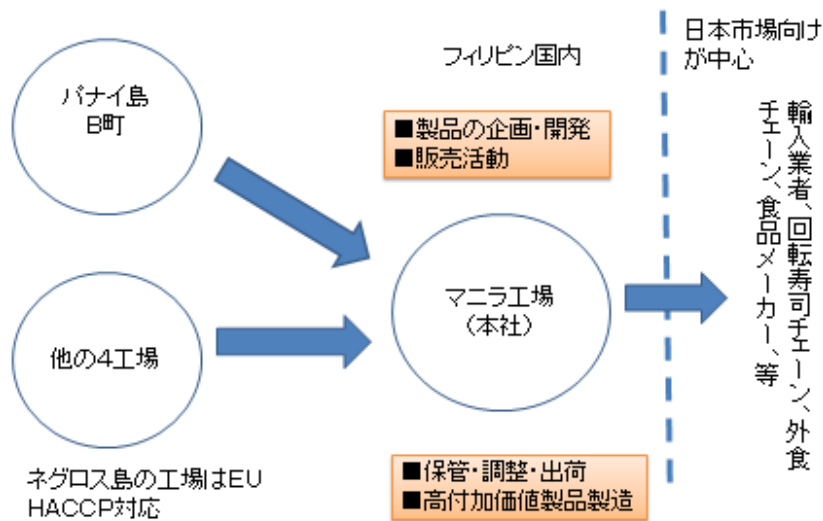 パナイ島
B町
フィリピン国内
日本市場向け
が中心
■製品の企画・開発
■販売活動
輸入業者、回転寿司チェーン、外食
チェーン、食品メーカー、等
マニラ工場
（本社）
他の4工場
ネグロス島の工場はEU
HACCP対応
■保管・調整・出荷
■高付加価値製品製造